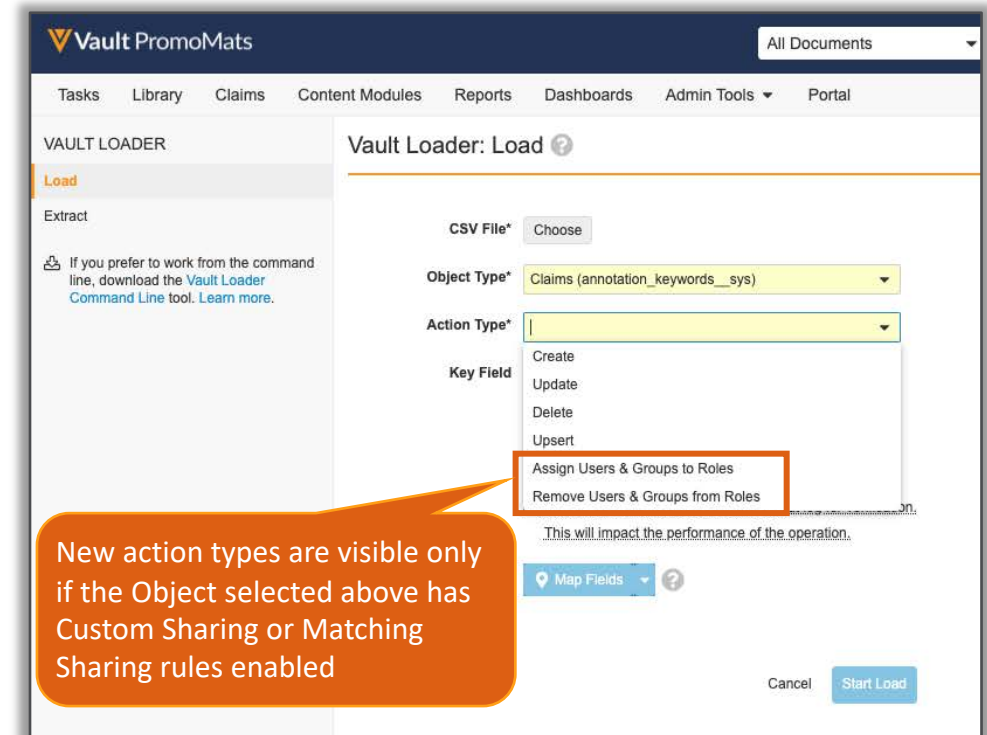 Vault PromoMats
All Documents
Tasks Library Claims Content Modules Reports Dashboards Admin Tools Portal
VAULT LOADER
Vault Loader: Load
Load
Extract
If you prefer to work from the command
line, download the Vault Loader
Command Line tool. Learn more.
CSV File* Choose
Object Type* Claims (annotation_keywords__sys)
Action Type*
Key Field
Create
Update
Delete
Upsert
Assign Users & Groups to Roles
Remove Users & Groups from Roles
This will impact the performance of the operation.
Map Fields
New action types are visible only
if the Object selected above has
Custom Sharing or Matching
Sharing rules enabled
Cancel Start Load